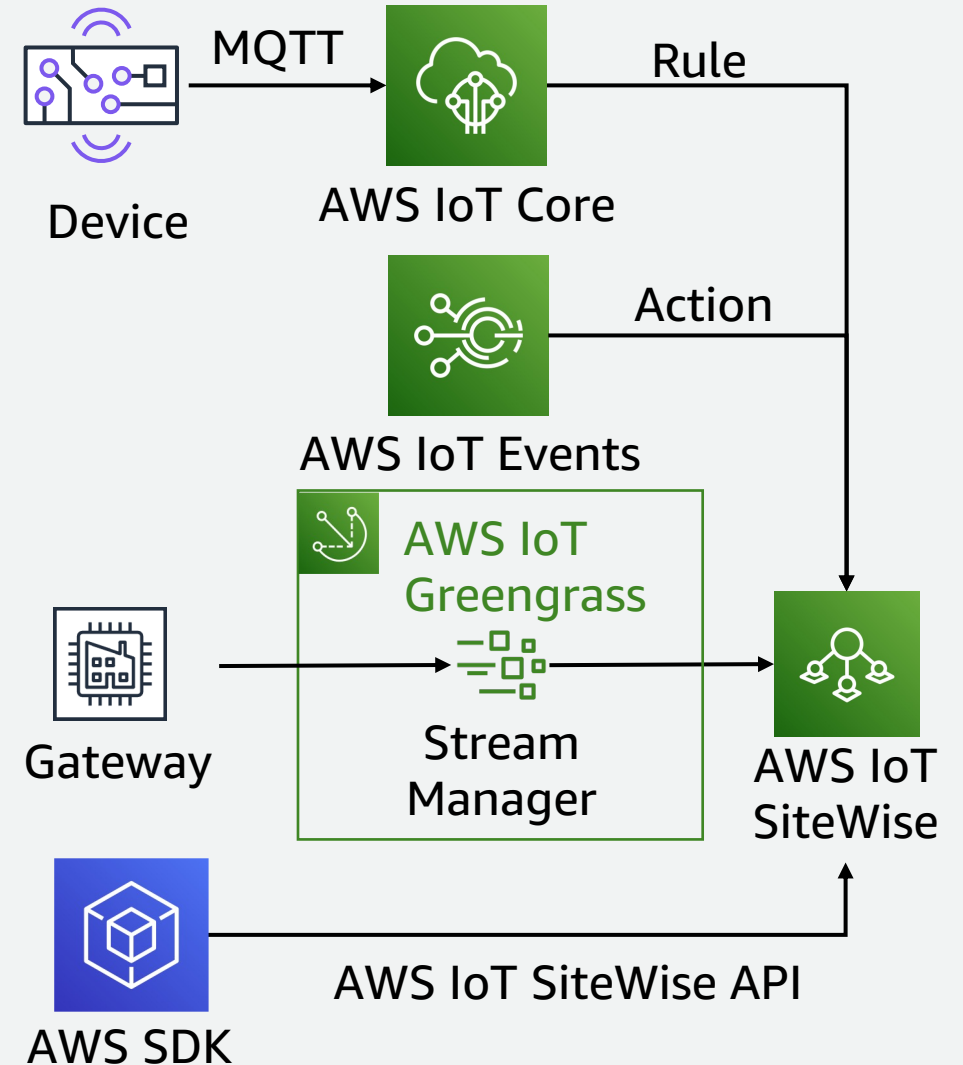 MQTT
Rule
Device
AWS IoT Core
Action
AWS IoT Events
AWS IoT
Greengrass
Gateway
Stream
Manager
AWS IoT
SiteWise
AWS IoT SiteWise API
AWS SDK